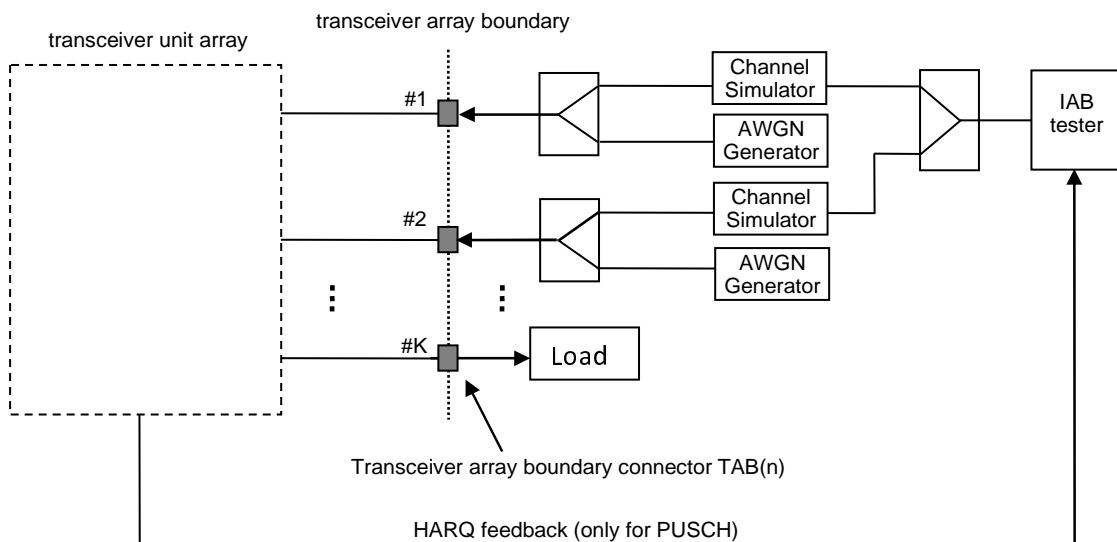 transceiver array boundary
transceiver unit array
#1
Channel
Simulator
AWGN
Generator
IAB
tester
#2
Channel
Simulator
AWGN
Generator
#K
Load
Transceiver array boundary connector TAB(n)
HARQ feedback (only for PUSCH)